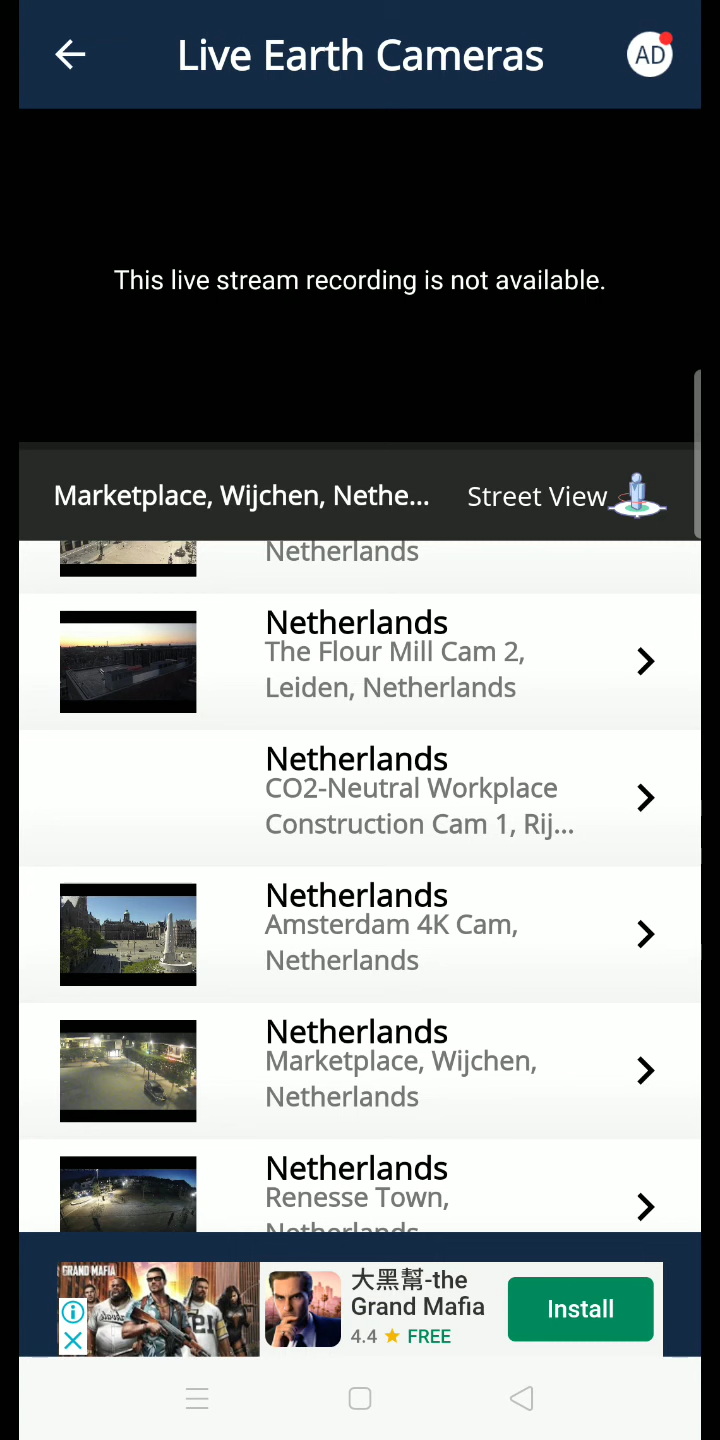 Live Earth Cameras
AD
This live stream recording is not available.
Marketplace, Wijchen, Nethe...
Street View
Netherlands
Netherlands
The Flour Mill Cam 2,
Leiden, Netherlands
Netherlands
CO2-Neutral Workplace
Construction Cam 1, Rij...
Netherlands
Amsterdam 4K Cam,
Netherlands
Netherlands
Marketplace, Wijchen,
Netherlands
Netherlands
Renesse Town,
Netherlands
GRAND MAFIA
大黑幫-the
Grand Mafia
4.4 ★ FREE
Install